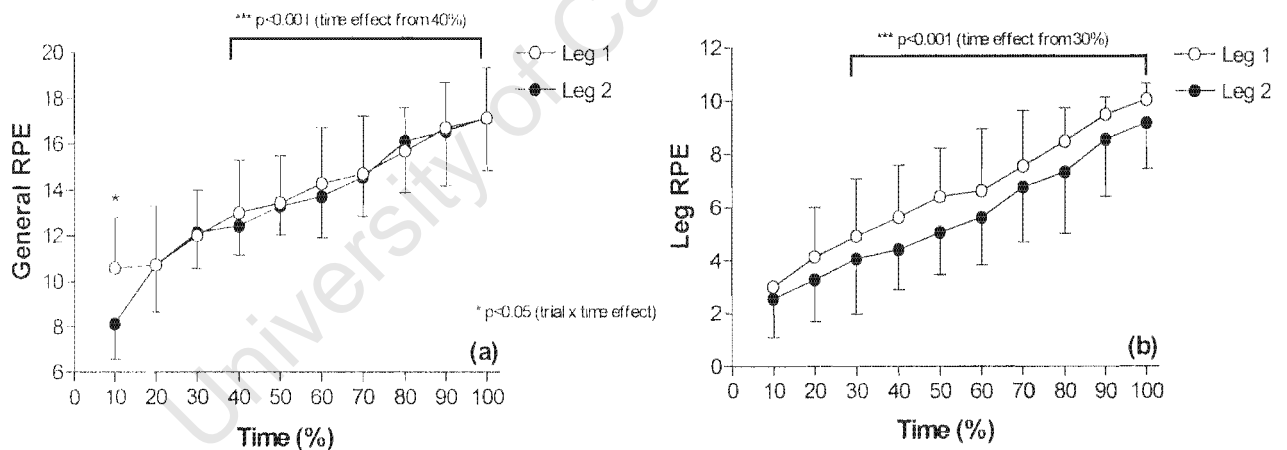 *** p<0.001 (time effect from 40%)
Leg 1
Leg 2
General RPE
20
18
16
14
12
10
8
6
*
* p<0.05 (trial x time effect)
(a)
0 10 20 30 40 50 60 70 80 90 100
Time (%)
*** p<0.001 (time effect from 30%)
Leg 1
Leg 2
Leg RPE
12
10
8
6
4
2
0
(b)
0 10 20 30 40 50 60 70 80 90 100
Time (%)
University of Ca